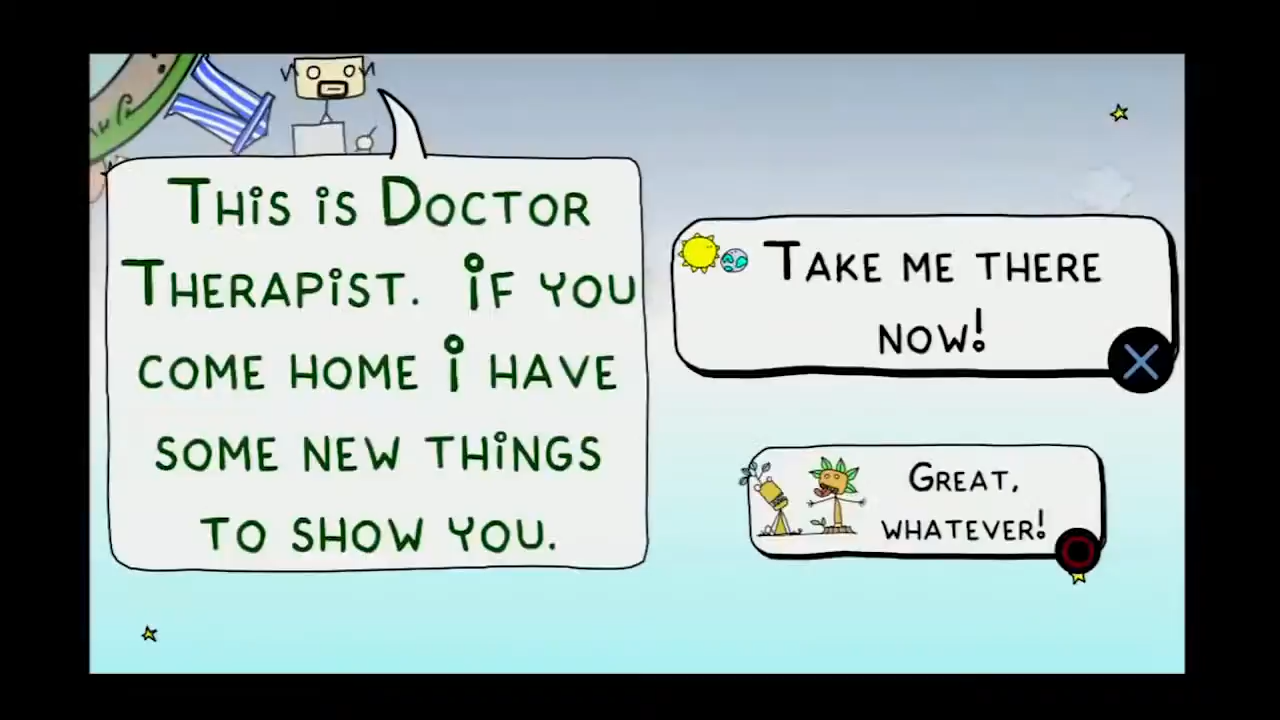 This is Doctor
Therapist. If you
come home I have
some new things
to show you.
Take me there
now!
Great,
whatever!